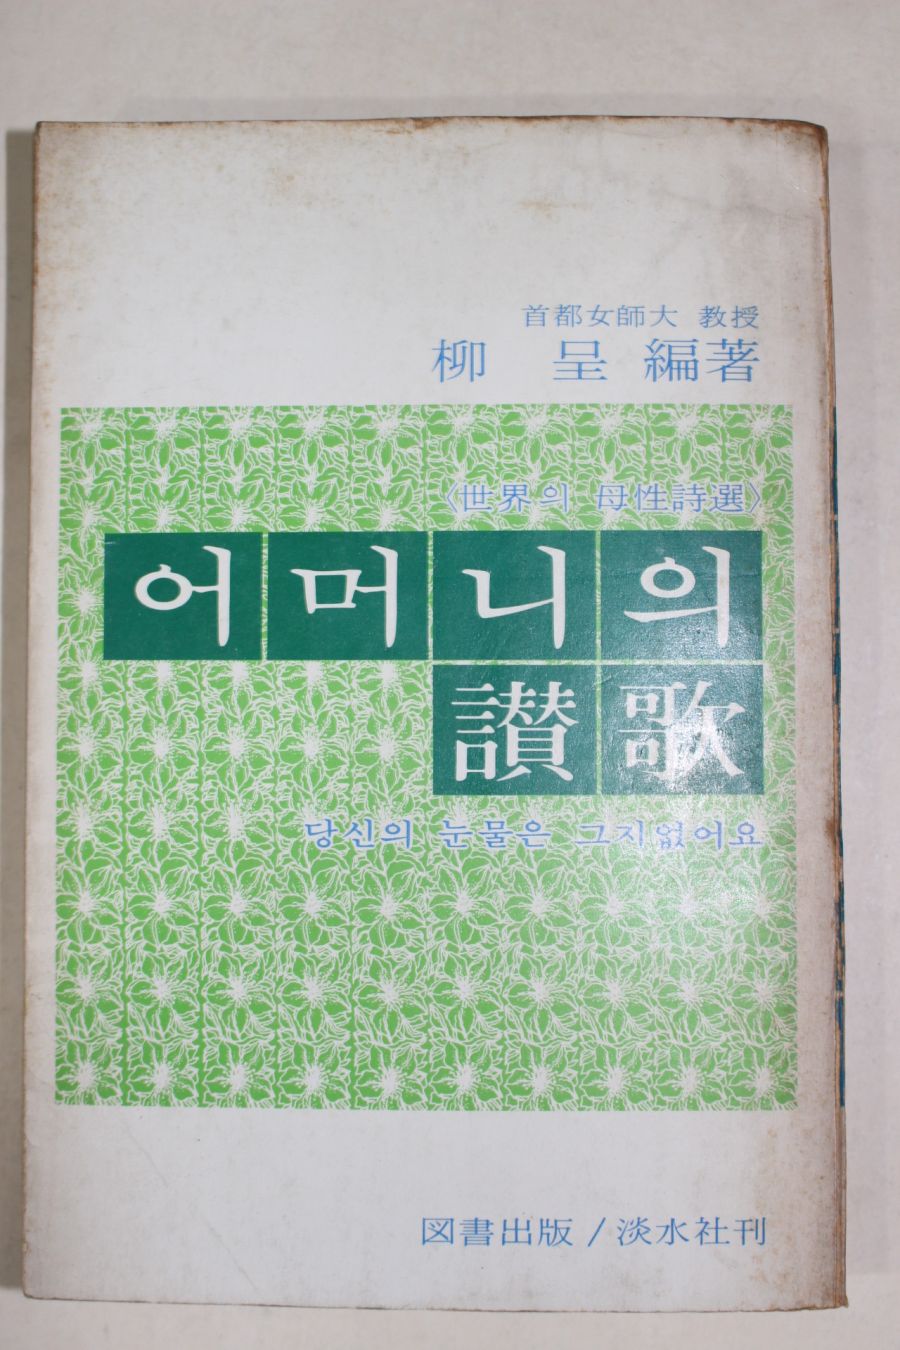 首都女師大 教授
柳 呈 編著
〈世界의 母性詩選〉
어머니의
讃歌
당신의 눈물은 그지없어요
図書出版 / 淡水社刊